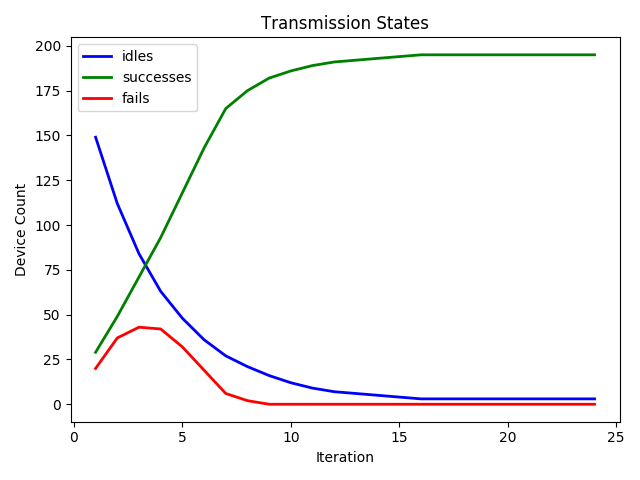 Transmission States
idles
successes
fails
Device Count
200
175
150
125
100
75
50
25
0
0 5 10 15 20 25
Iteration